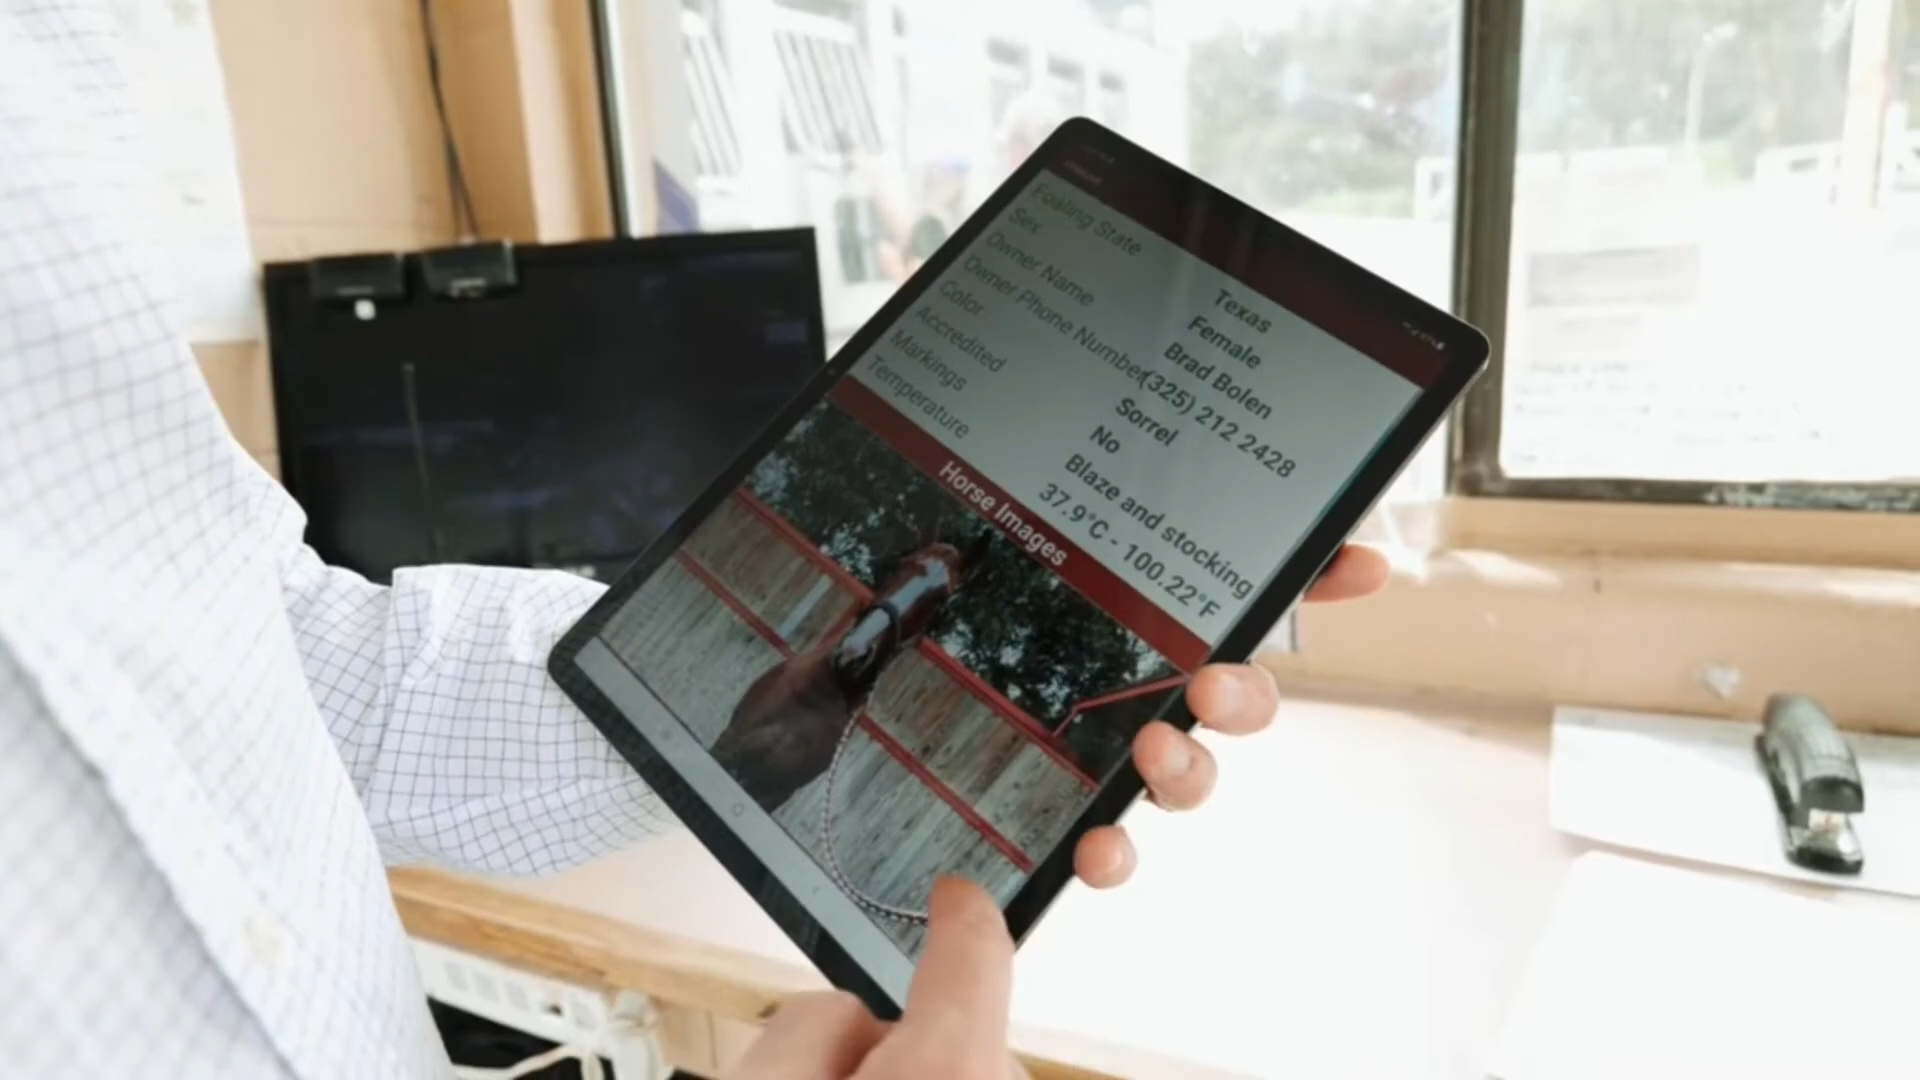 Foaling State Texas
Sex Female
Owner Name Brad Bolen
Owner Phone Number (325) 212 2428
Color Sorrel
Accredited No
Markings Blaze and stocking
Temperature 37.9°C - 100.22°F
Horse Images